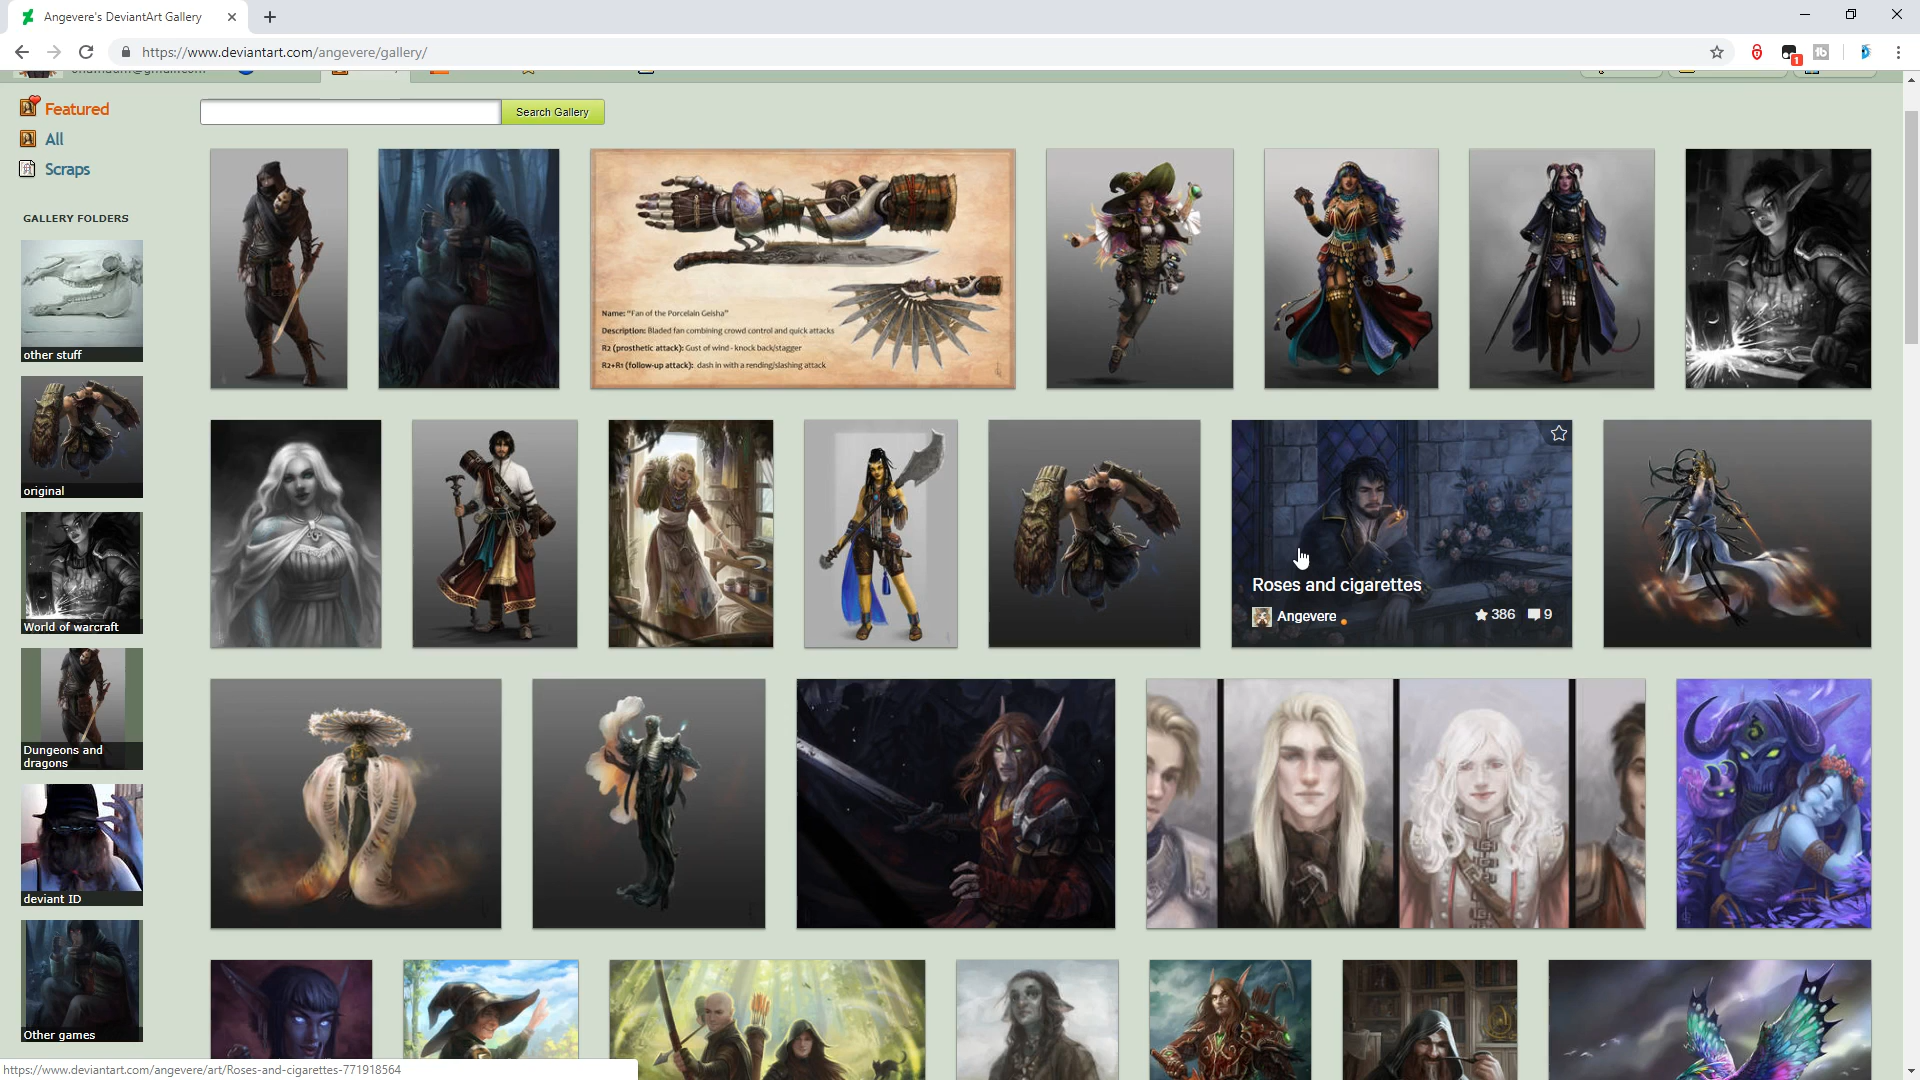 Angevere's DeviantArt Gallery
https://www.deviantart.com/angevere/gallery/
1
Featured
Search Gallery
All
Scraps
GALLERY FOLDERS
other stuff
original
World of warcraft
Dungeons and
dragons
deviant ID
Other games
Name: "Fan of the Porcelain Geisha"
Description: Bladed fan combining crowd control and quick attacks
R2 (prosthetic attack): Gust of wind - knock back/stagger
R2+R1 (follow-up attack): dash in with a rending/slashing attack
Roses and cigarettes
Angevere
386
9
https://www.deviantart.com/angevere/art/Roses-and-cigarettes-771918564